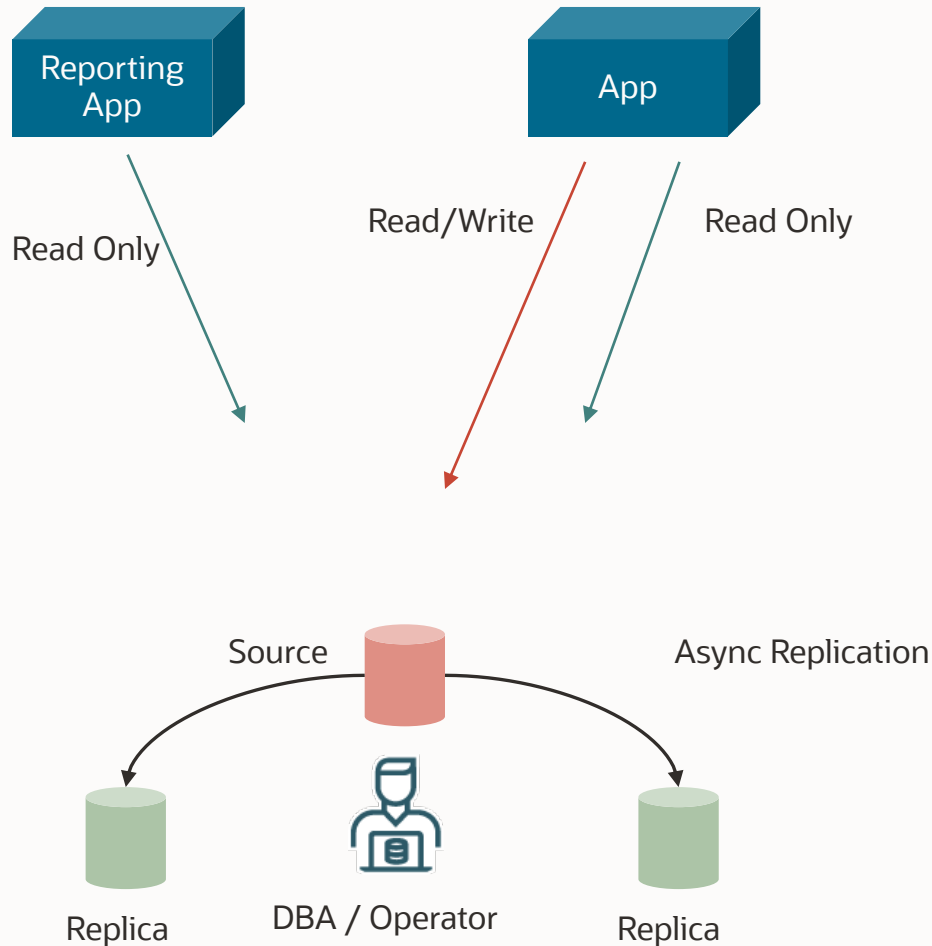 Reporting
App
App
Read Only
Read/Write
Read Only
Source
Async Replication
Replica
DBA / Operator
Replica